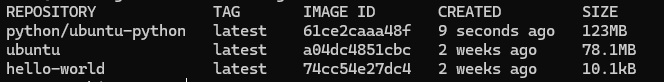 REPOSITORY TAG IMAGE ID CREATED SIZE
python/ubuntu-python latest 61ce2caaa48f 9 seconds ago 123MB
ubuntu latest a04dc4851cbc 2 weeks ago 78.1MB
hello-world latest 74cc54e27dc4 2 weeks ago 10.1kB